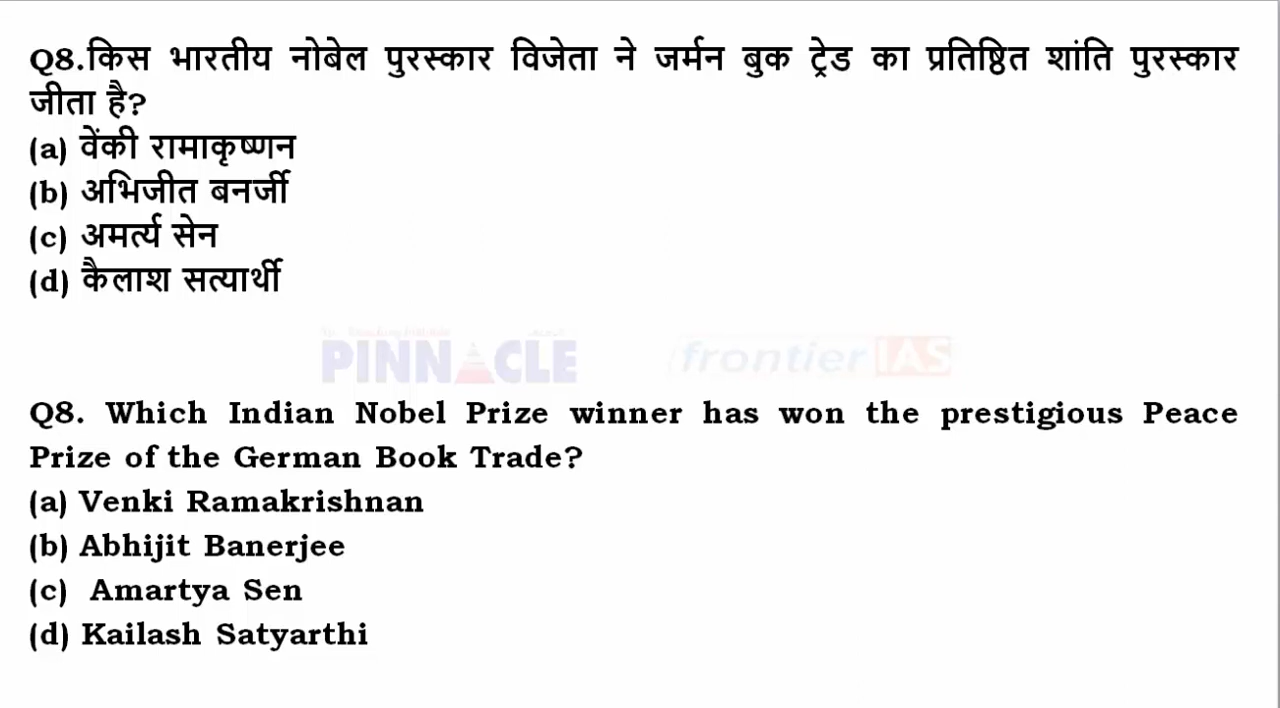 Q8.किस भारतीय नोबेल पुरस्कार विजेता ने जर्मन बुक ट्रेड का प्रतिष्ठित शांति पुरस्कार
जीता है?
(a) वेंकी रामाकृष्णन
(b) अभिजीत बनर्जी
(c) अमर्त्य सेन
(d) कैलाश सत्यार्थी
PINNACLE frontier IAS
Q8. Which Indian Nobel Prize winner has won the prestigious Peace
Prize of the German Book Trade?
(a) Venki Ramakrishnan
(b) Abhijit Banerjee
(c) Amartya Sen
(d) Kailash Satyarthi